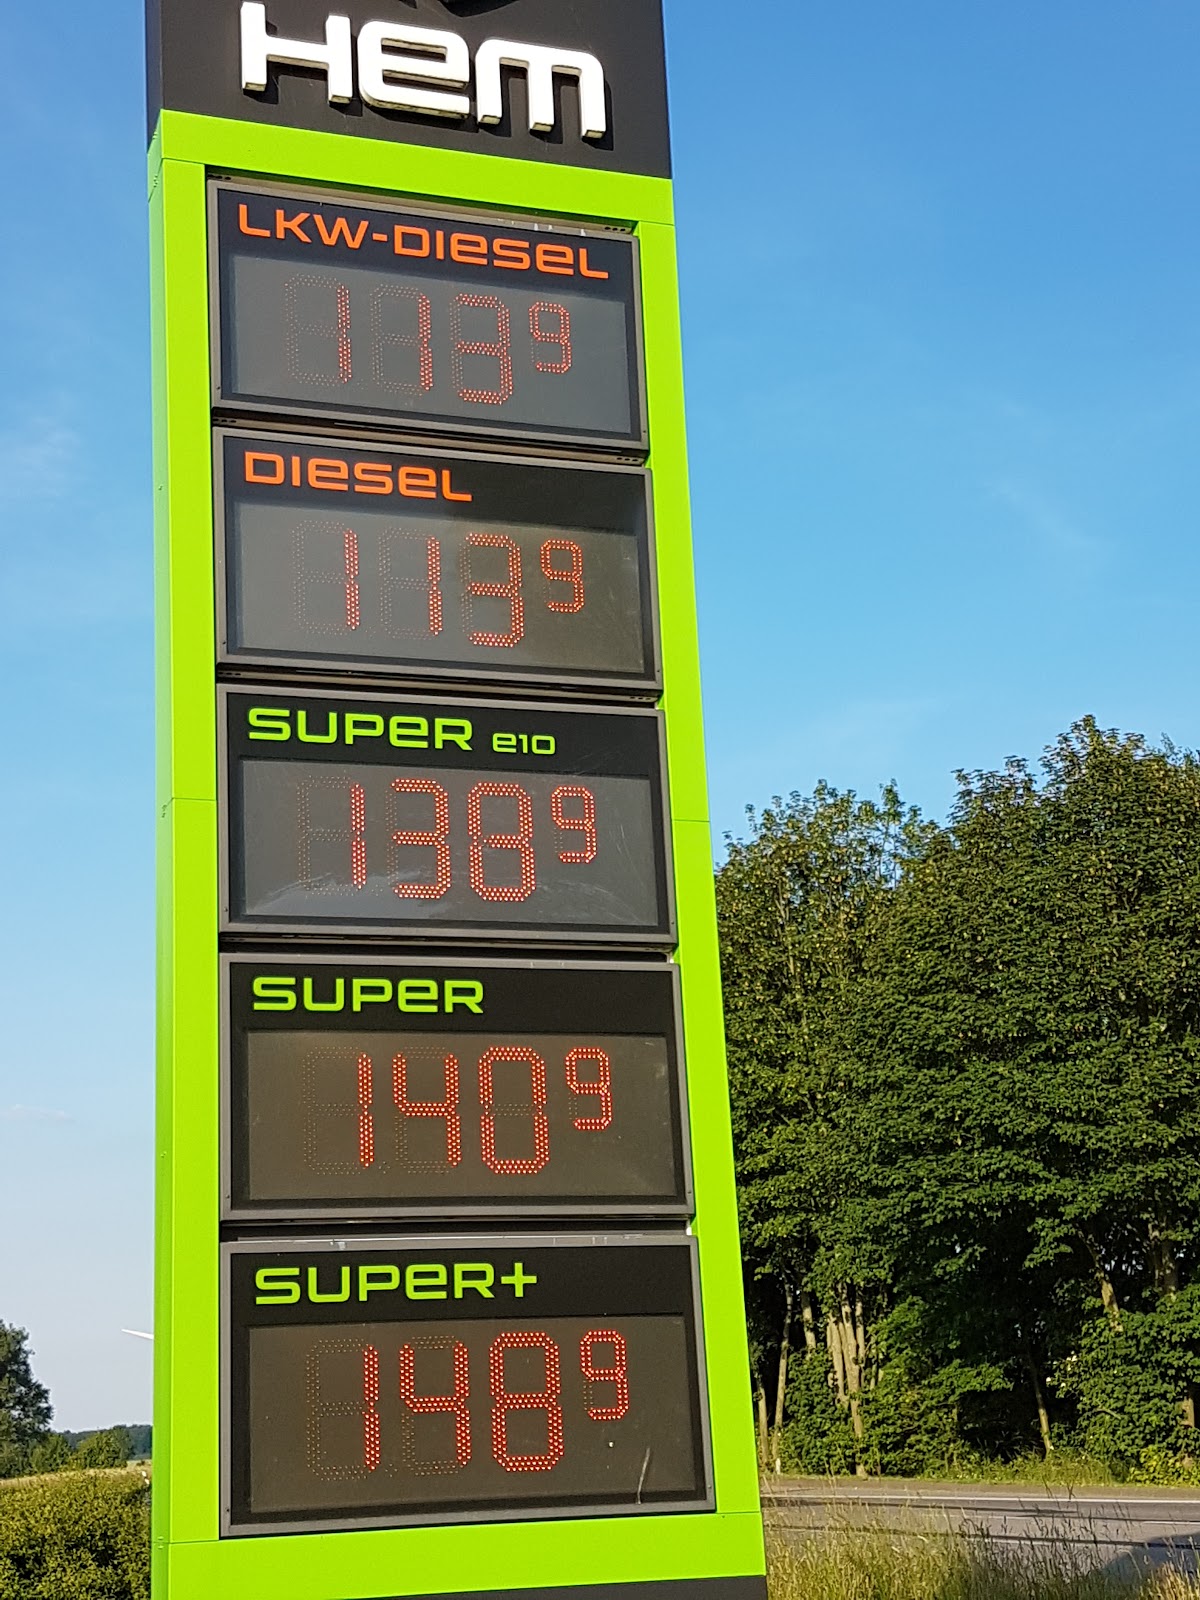 HEM
LKW-DIESEL
1139
DIESEL
1139
SUPER e10
1389
SUPER
1409
SUPER+
1489